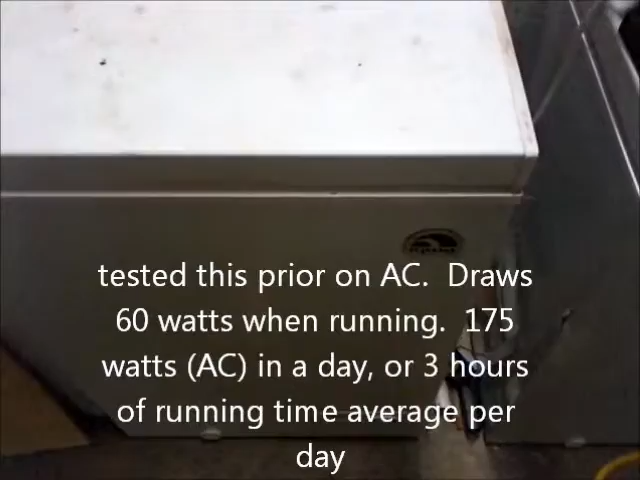 tested this prior on AC.  Draws
60 watts when running.  175
watts (AC) in a day, or 3 hours
of running time average per
day